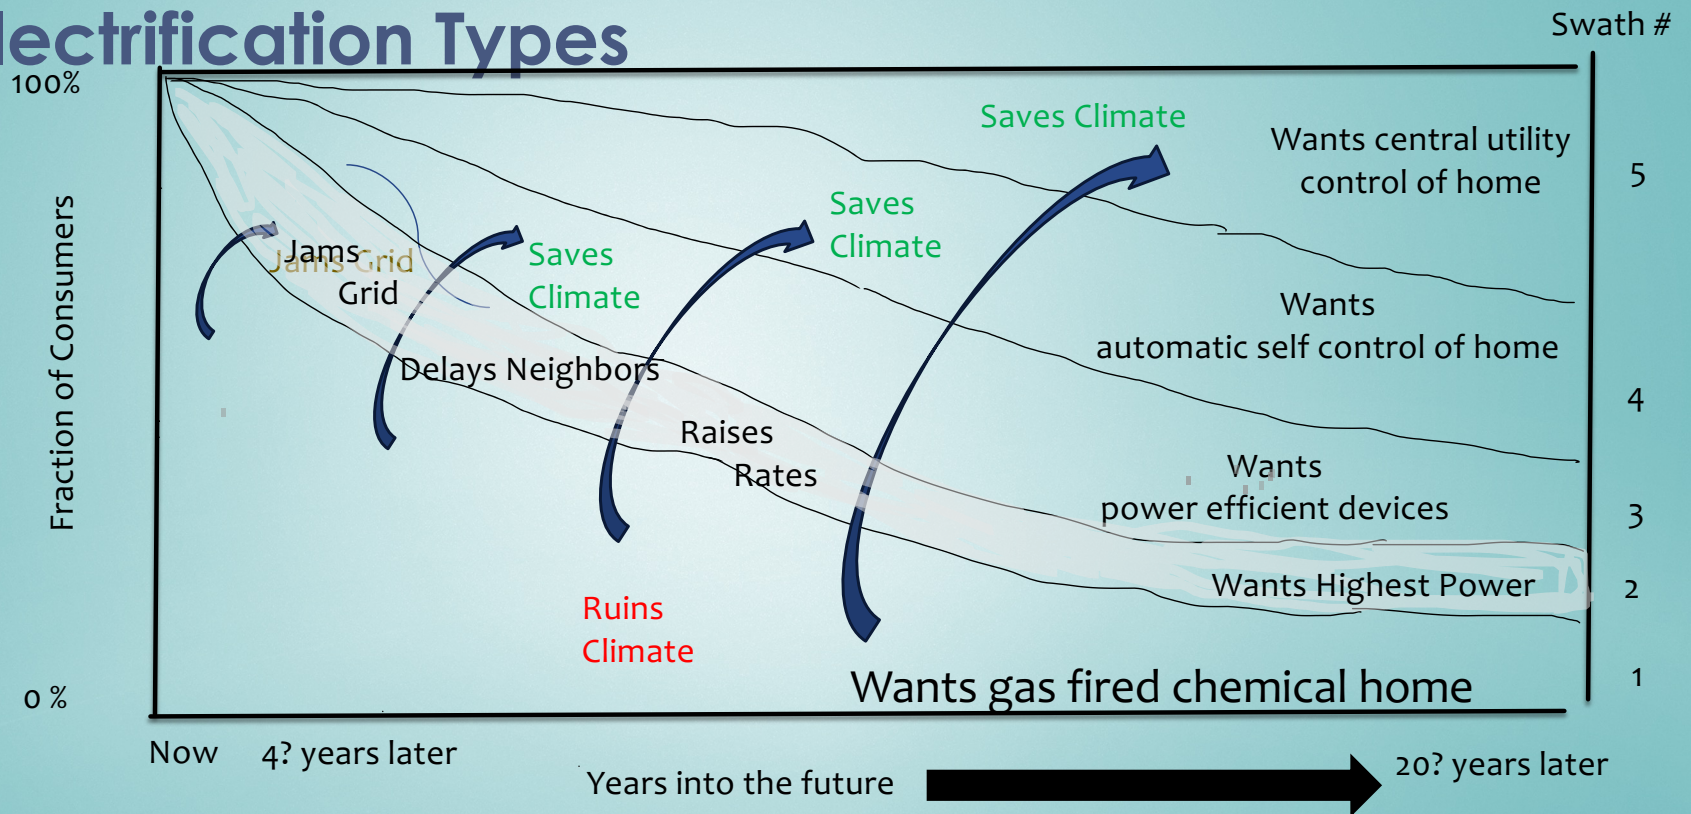 lectrification Types
Swath #
100%
Saves Climate
Wants central utility
control of home
5
Saves
Climate
Jams
Jams Grid
Grid
Saves
Climate
Wants
automatic self control of home
Fraction of Consumers
Delays Neighbors
4
Raises
Rates
Wants
power efficient devices
3
Wants Highest Power
2
Ruins
Climate
Wants gas fired chemical home
1
0 %
Now
4? years later
Years into the future
20? years later